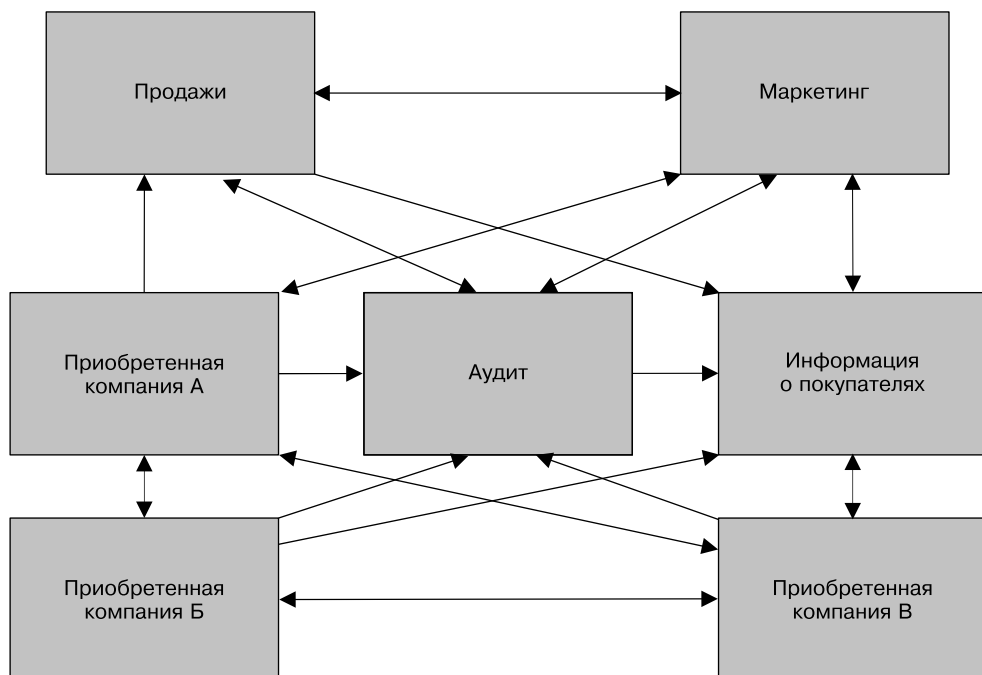 Продажи
Маркетинг
Приобретенная
компания А
Аудит
Информация
о покупателях
Приобретенная
компания Б
Приобретенная
компания В